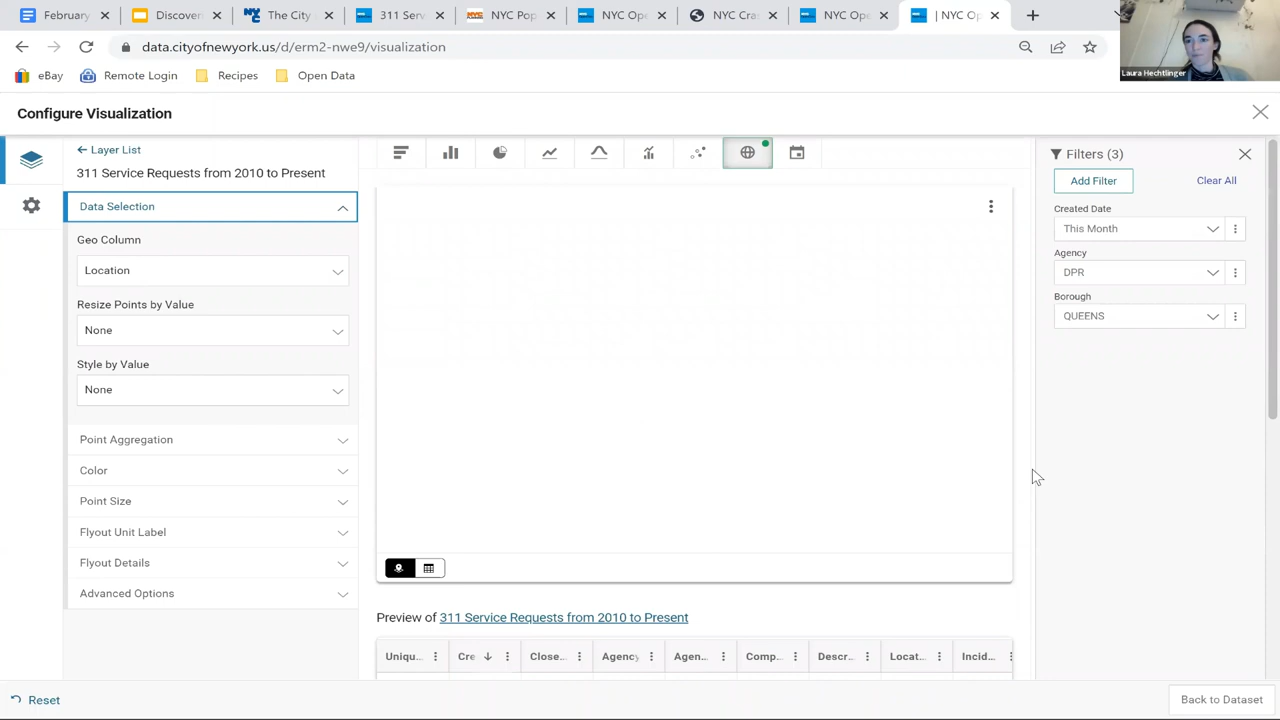 February
Discove
The City
311 Serv
NYC Pop
NYC Ope
NYC Cras
NYC Ope
| NYC Ope
data.cityofnewyork.us/d/erm2-nwe9/visualization
eBay
Remote Login
Recipes
Open Data
Laura Hechtlinger
Configure Visualization
Layer List
311 Service Requests from 2010 to Present
Data Selection
Geo Column
Location
Resize Points by Value
None
Style by Value
None
Point Aggregation
Color
Point Size
Flyout Unit Label
Flyout Details
Advanced Options
Filters (3)
Add Filter
Clear All
Created Date
This Month
Agency
DPR
Borough
QUEENS
Preview of 311 Service Requests from 2010 to Present
Uniqu... Cre Close... Agency Agen... Comp... Descr... Locat... Incid...
Reset
Back to Dataset